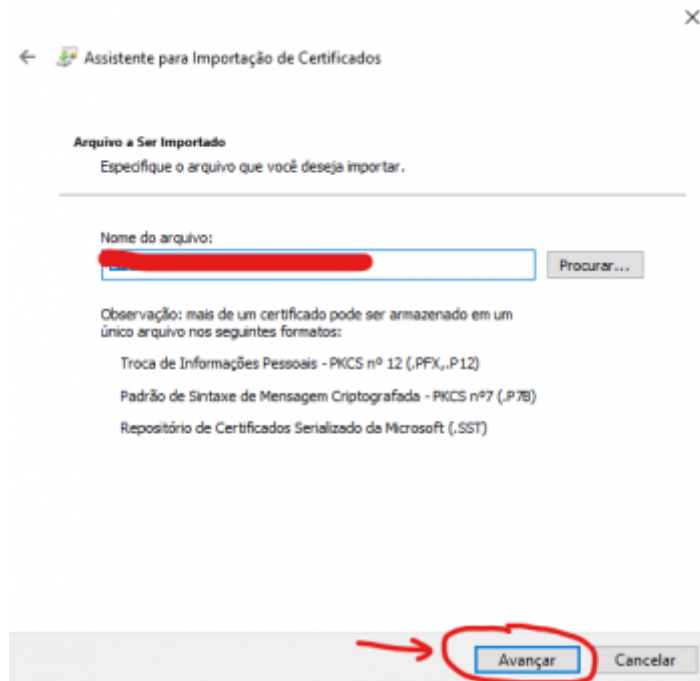 Assistente para Importação de Certificados
Arquivo a Ser Importado
Especifique o arquivo que você deseja importar.
Nome do arquivo:
Procurar...
Observação: mais de um certificado pode ser armazenado em um
único arquivo nos seguintes formatos:
Troca de Informações Pessoais - PKCS nº 12 (.PFX,.P12)
Padrão de Sintaxe de Mensagem Criptografada - PKCS nº7 (.P7B)
Repositório de Certificados Serializado da Microsoft (.SST)
Avançar
Cancelar